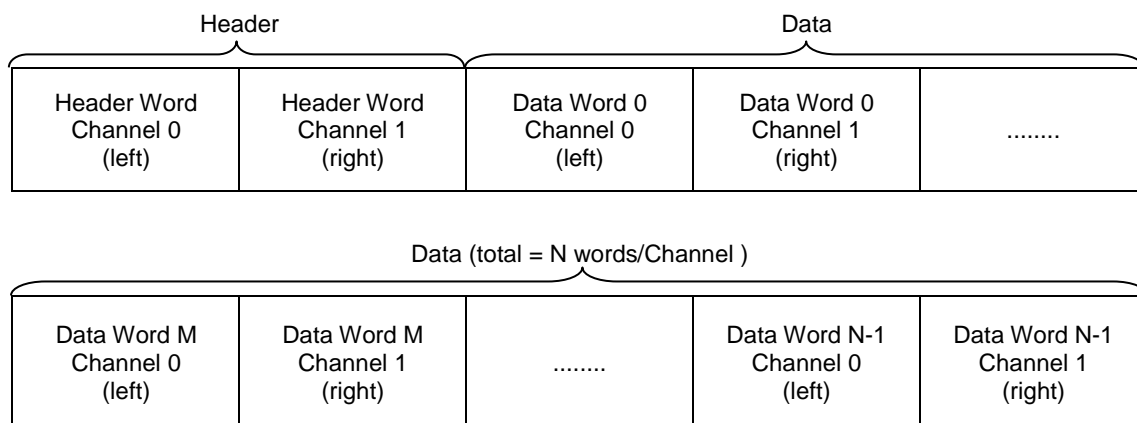 Header
Data
Header Word
Channel 0
(left)
Header Word
Channel 1
(right)
Data Word 0
Channel 0
(left)
Data Word 0
Channel 1
(right)
........
Data (total = N words/Channel )
Data Word M
Channel 0
(left)
Data Word M
Channel 1
(right)
........
Data Word N-1
Channel 0
(left)
Data Word N-1
Channel 1
(right)